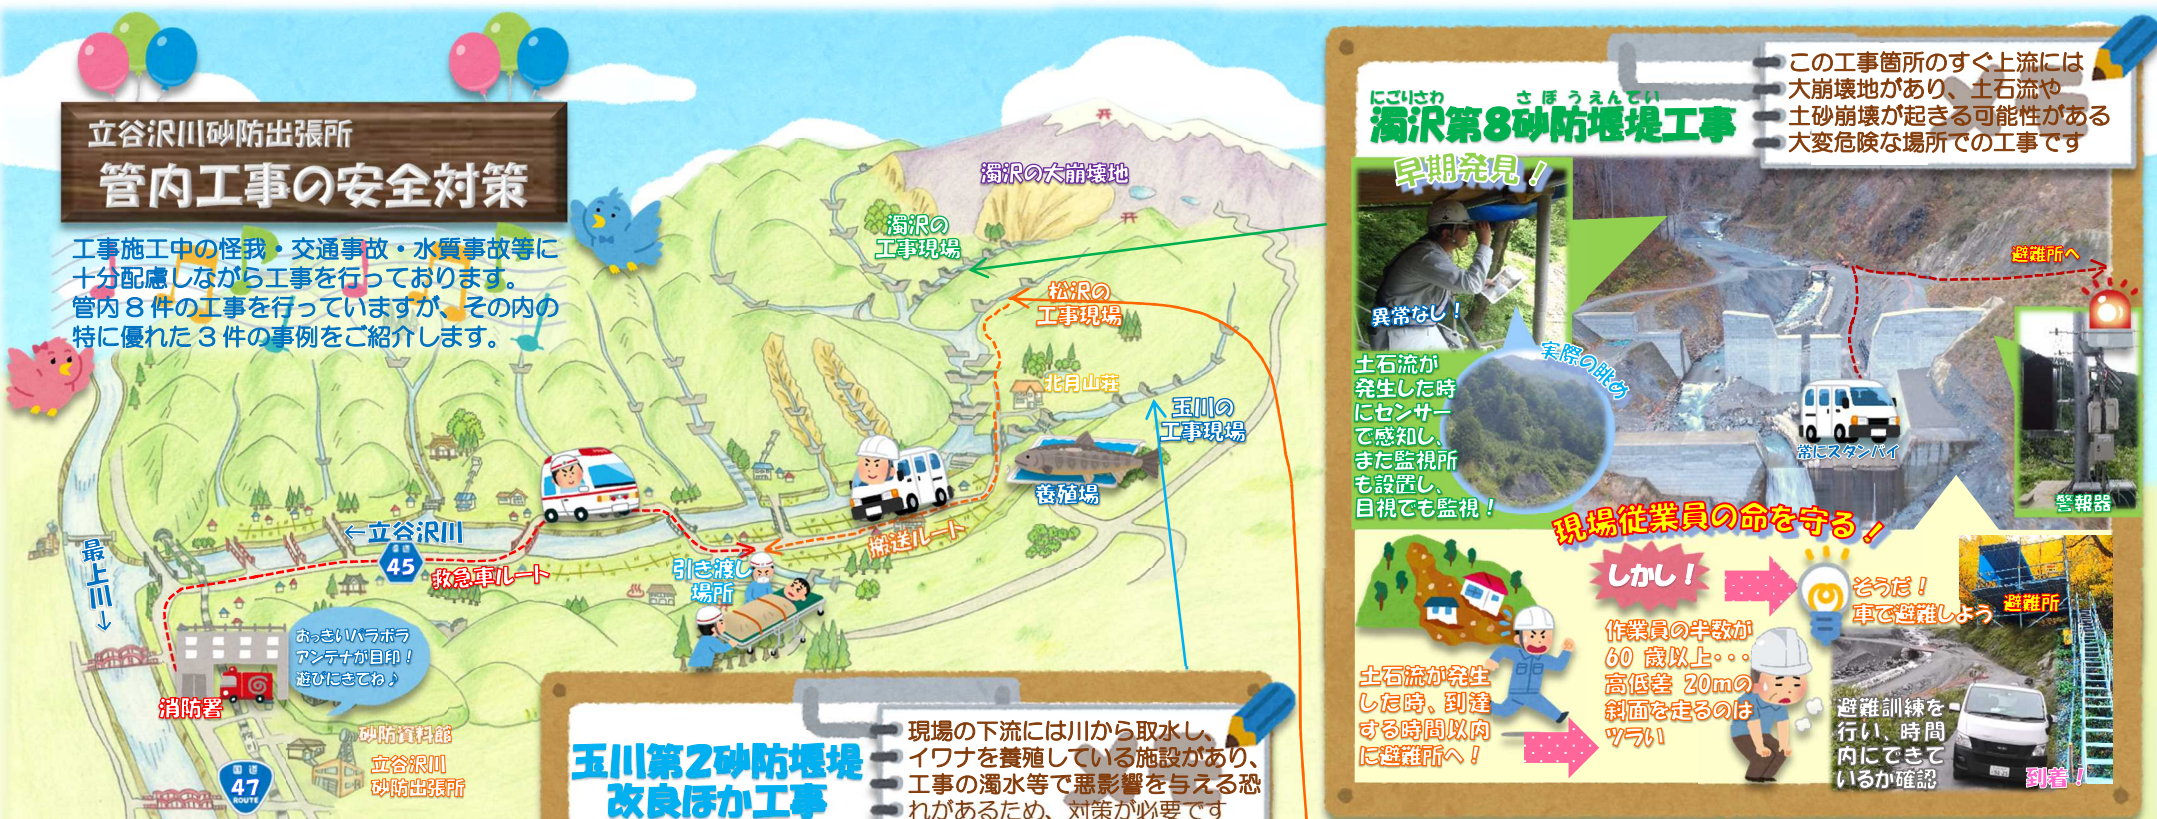 立谷沢川砂防出張所
管内工事の安全対策
工事施工中の怪我・交通事故・水質事故等に
十分配慮しながら工事を行っております。
管内８件の工事を行っていますが、その内の
特に優れた３件の事例をご紹介します。
濁沢の大崩壊地
濁沢の
工事現場
松沢の
工事現場
北月山荘
玉川の
工事現場
養殖場
搬送ルート
←立谷沢川
国道
45
救急車ルート
引き渡し
場所
最上川→
おっきいパラボラ
アンテナが目印！
遊びにきてね♪
消防署
砂防資料館
立谷沢川
砂防出張所
国道
47
ROUTE
玉川第2砂防堰堤
改良ほか工事
現場の下流には川から取水し、
イワナを養殖している施設があり、
工事の濁水等で悪影響を与える恐
れがあるため、対策が必要です
にごりさわ さぼうえんてい
濁沢第8砂防堰堤工事
この工事箇所のすぐ上流には
大崩壊地があり、土石流や
土砂崩壊が起きる可能性がある
大変危険な場所での工事です
早期発見！
異常なし！
実際の眺め
土石流が
発生した時
にセンサー
で感知し、
また監視所
も設置し、
目視でも監視！
避難所へ
常にスタンバイ
警報器
現場従業員の命を守る！
土石流が発生
した時、到達
する時間以内
に避難所へ！
しかし！
作業員の半数が
60 歳以上・・・
高低差 20mの
斜面を走るのは
ツラい
そうだ！
車で避難しよう
避難所
避難訓練を
行い、時間
内にできて
いるか確認
到着！